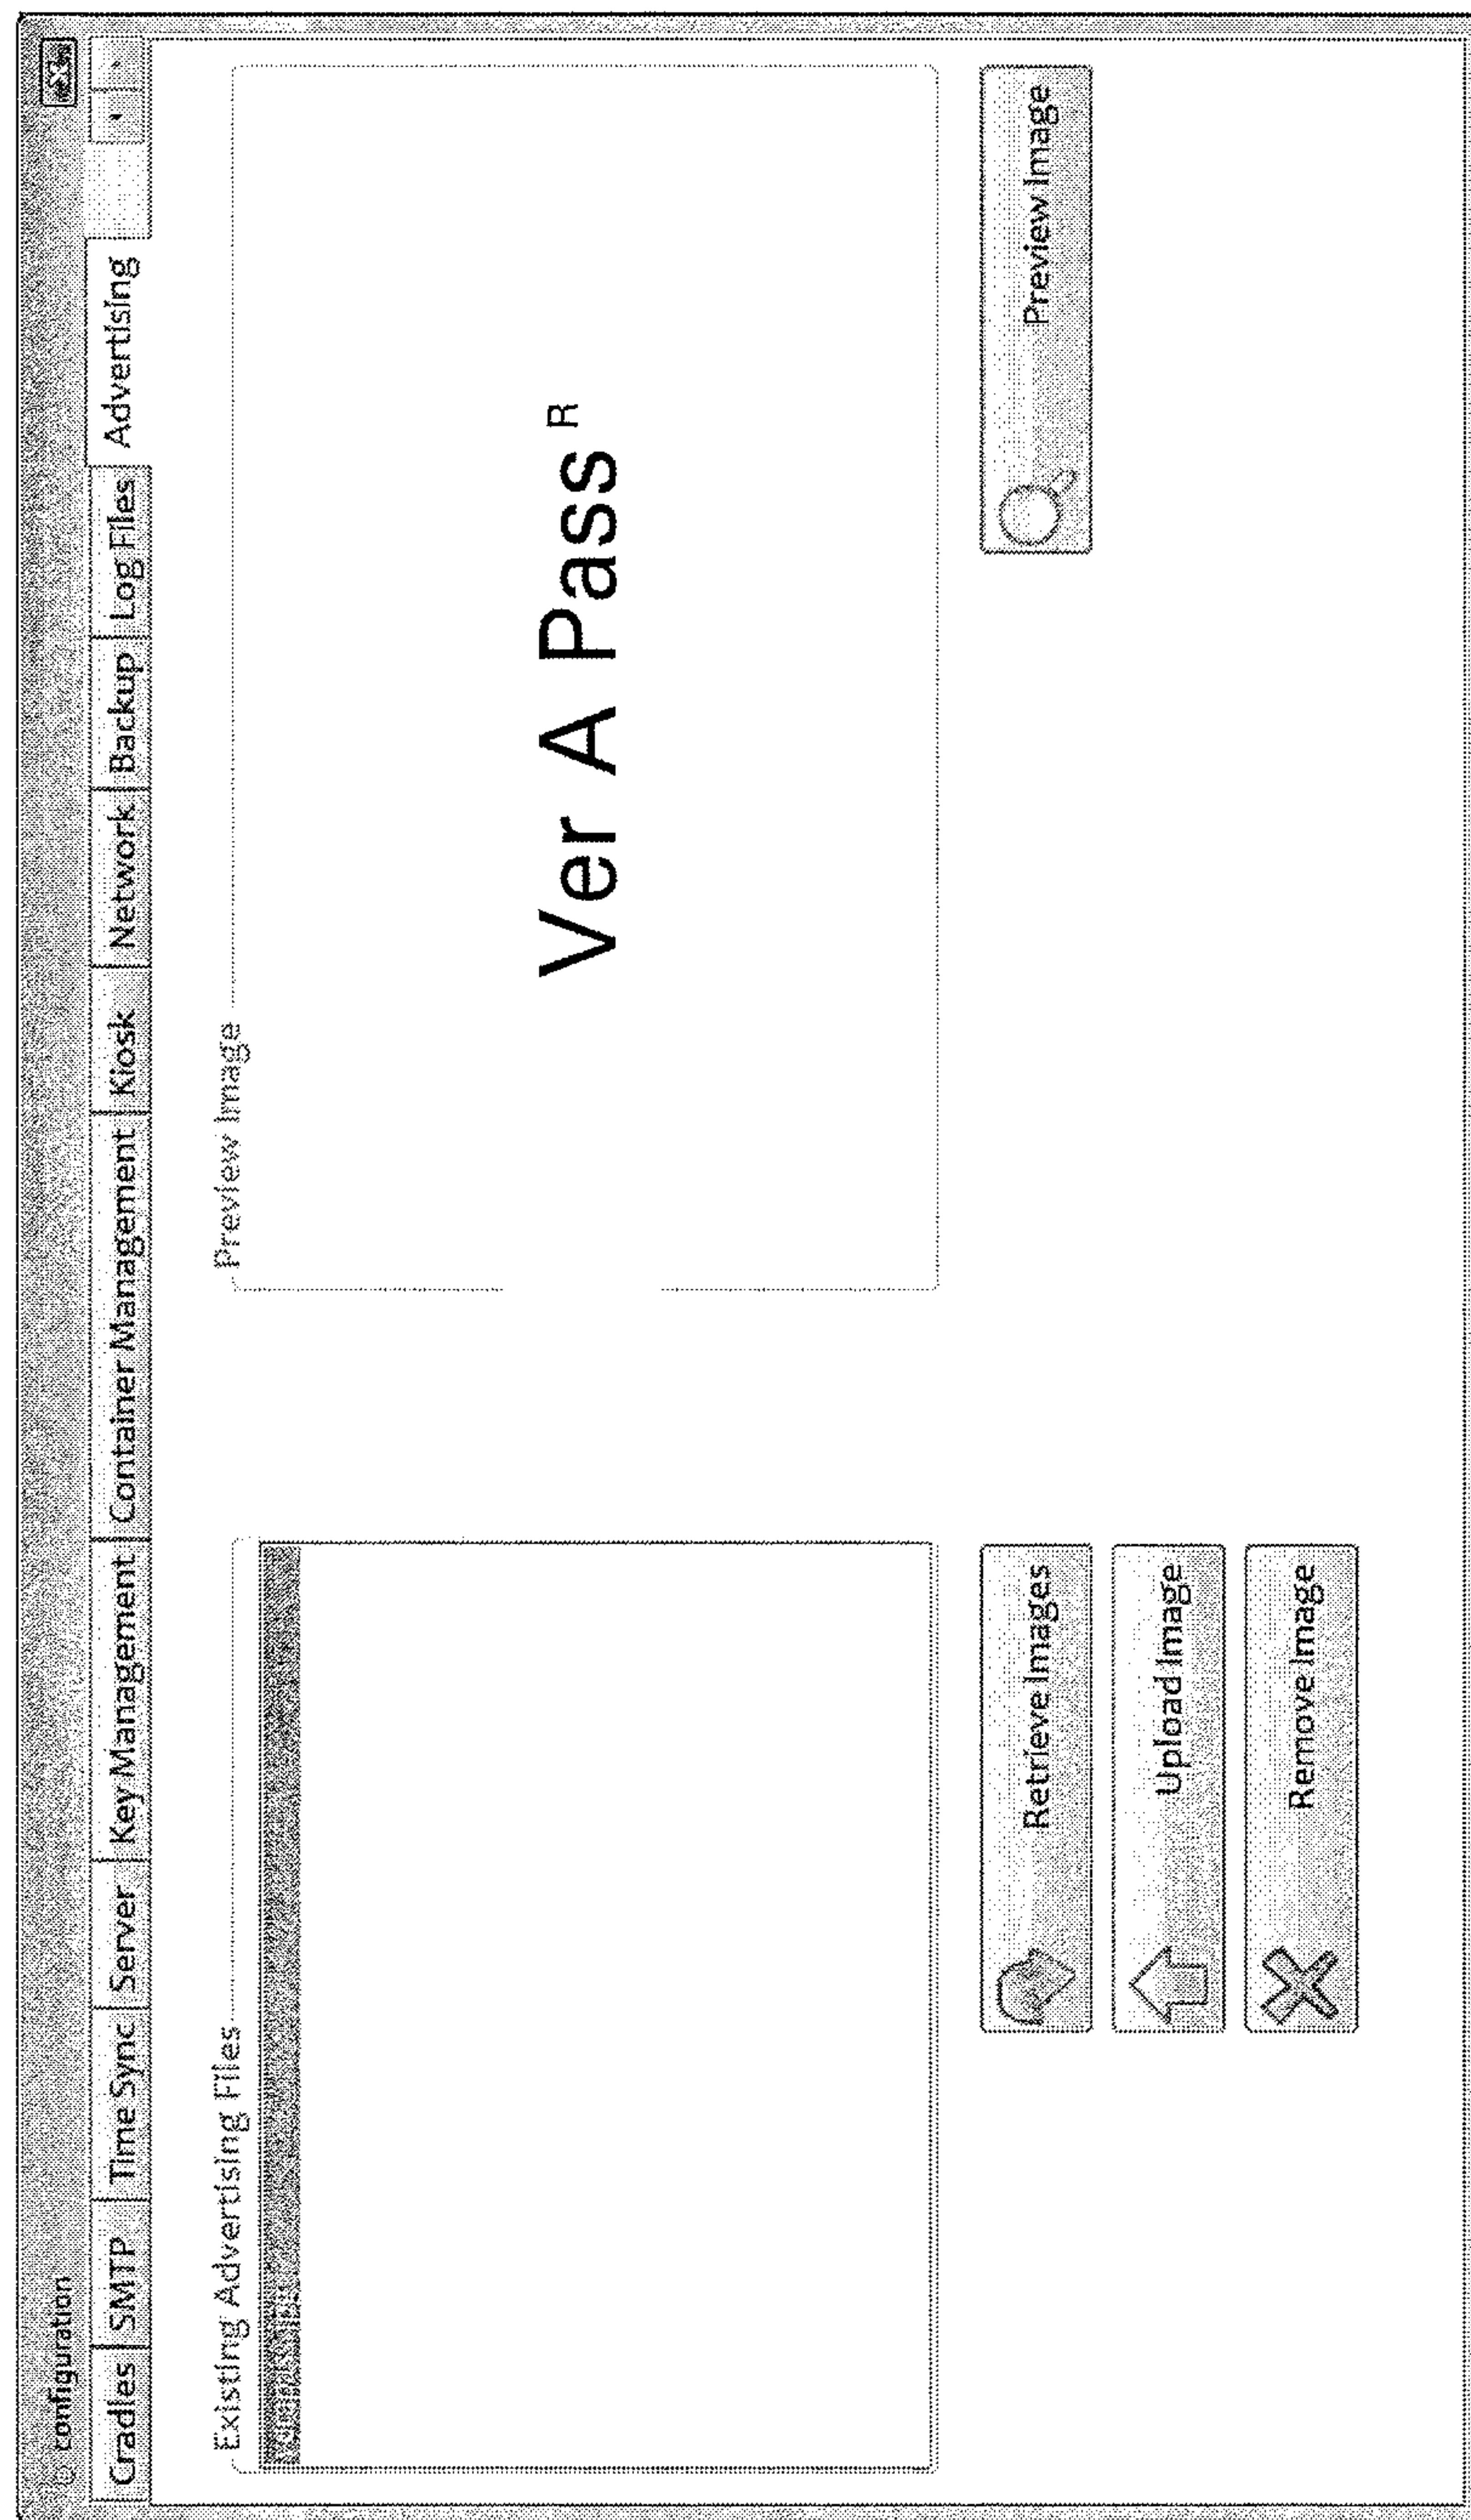 Configuration
Cradles SMTP Time Sync Server Key Management Container Management Kiosk Network Backup Log Files Advertising
Existing Advertising Files
Preview Image
Ver A Pass R
Retrieve Images
Preview Image
Upload Image
Remove Image